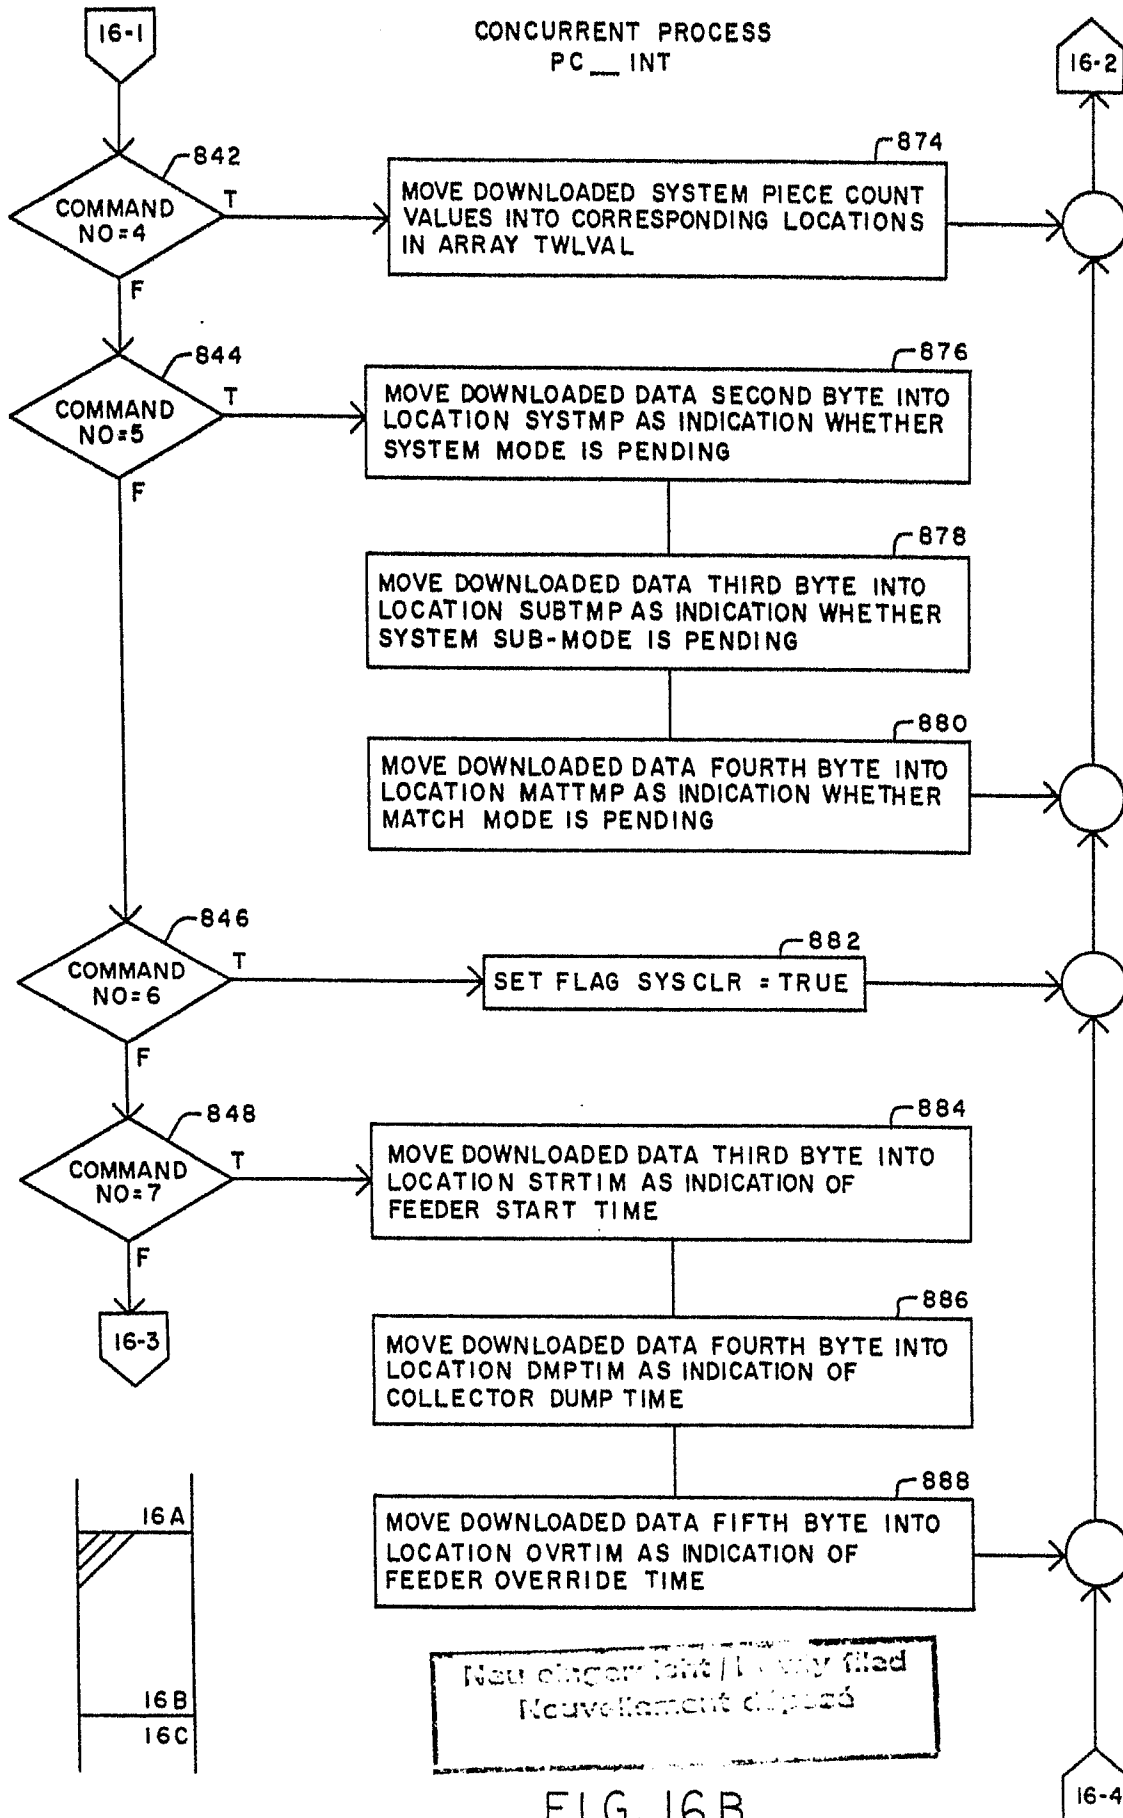 16-1
CONCURRENT PROCESS
PC__INT
16-2
842
COMMAND
NO=4
T
F
874
MOVE DOWNLOADED SYSTEM PIECE COUNT
VALUES INTO CORRESPONDING LOCATIONS
IN ARRAY TWLVAL
844
COMMAND
NO=5
T
F
876
MOVE DOWNLOADED DATA SECOND BYTE INTO
LOCATION SYSTMP AS INDICATION WHETHER
SYSTEM MODE IS PENDING
878
MOVE DOWNLOADED DATA THIRD BYTE INTO
LOCATION SUBTMP AS INDICATION WHETHER
SYSTEM SUB-MODE IS PENDING
880
MOVE DOWNLOADED DATA FOURTH BYTE INTO
LOCATION MATTMP AS INDICATION WHETHER
MATCH MODE IS PENDING
846
COMMAND
NO=6
T
F
882
SET FLAG SYSCLR = TRUE
848
COMMAND
NO=7
T
F
884
MOVE DOWNLOADED DATA THIRD BYTE INTO
LOCATION STRTIM AS INDICATION OF
FEEDER START TIME
16-3
886
MOVE DOWNLOADED DATA FOURTH BYTE INTO
LOCATION DMPTIM AS INDICATION OF
COLLECTOR DUMP TIME
888
MOVE DOWNLOADED DATA FIFTH BYTE INTO
LOCATION OVRTIM AS INDICATION OF
FEEDER OVERRIDE TIME
16A
16B
16C
Neu eingereicht / Newly filed
Nouvellement déposé
16-4
FIG. 16B